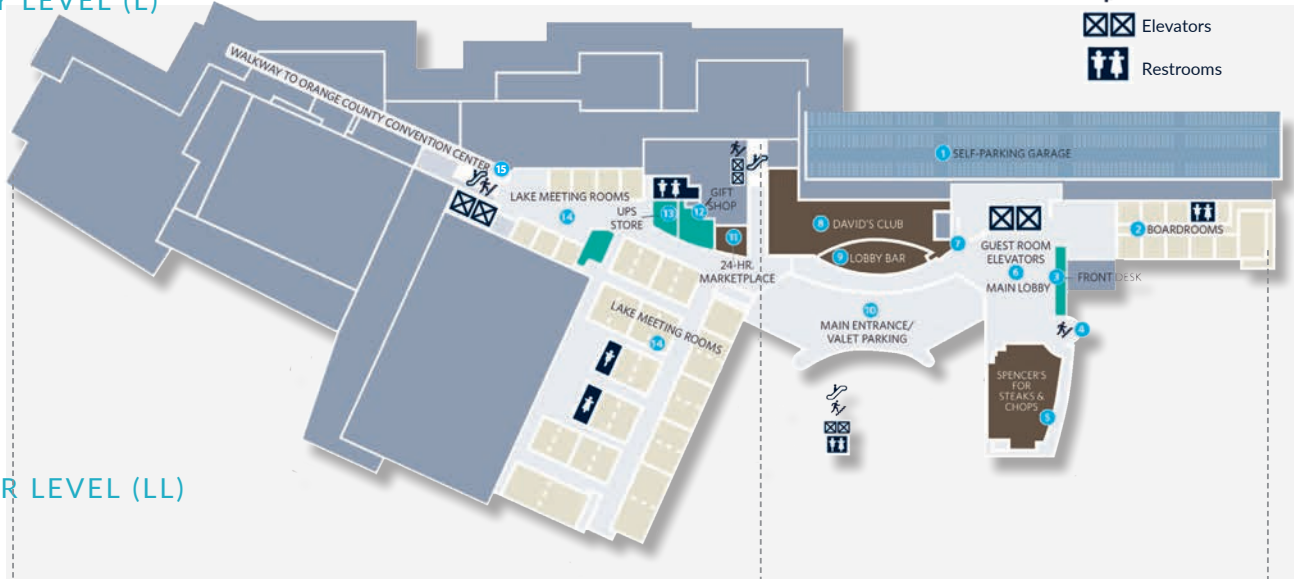 Y LEVEL (L)
Elevators
Restrooms
WALKWAY TO ORANGE COUNTY CONVENTION CENTER
15
1 SELF-PARKING GARAGE
LAKE MEETING ROOMS
14
UPS
STORE
13
12
GIFT
SHOP
11
24-HR.
MARKETPLACE
8 DAVID'S CLUB
9 LOBBY BAR
7
GUEST ROOM
ELEVATORS
6
MAIN LOBBY
2 BOARDROOMS
3
FRONT DESK
4
10
MAIN ENTRANCE/
VALET PARKING
LAKE MEETING ROOMS
14
SPENCER'S
FOR
STEAKS &
CHOPS
5
R LEVEL (LL)